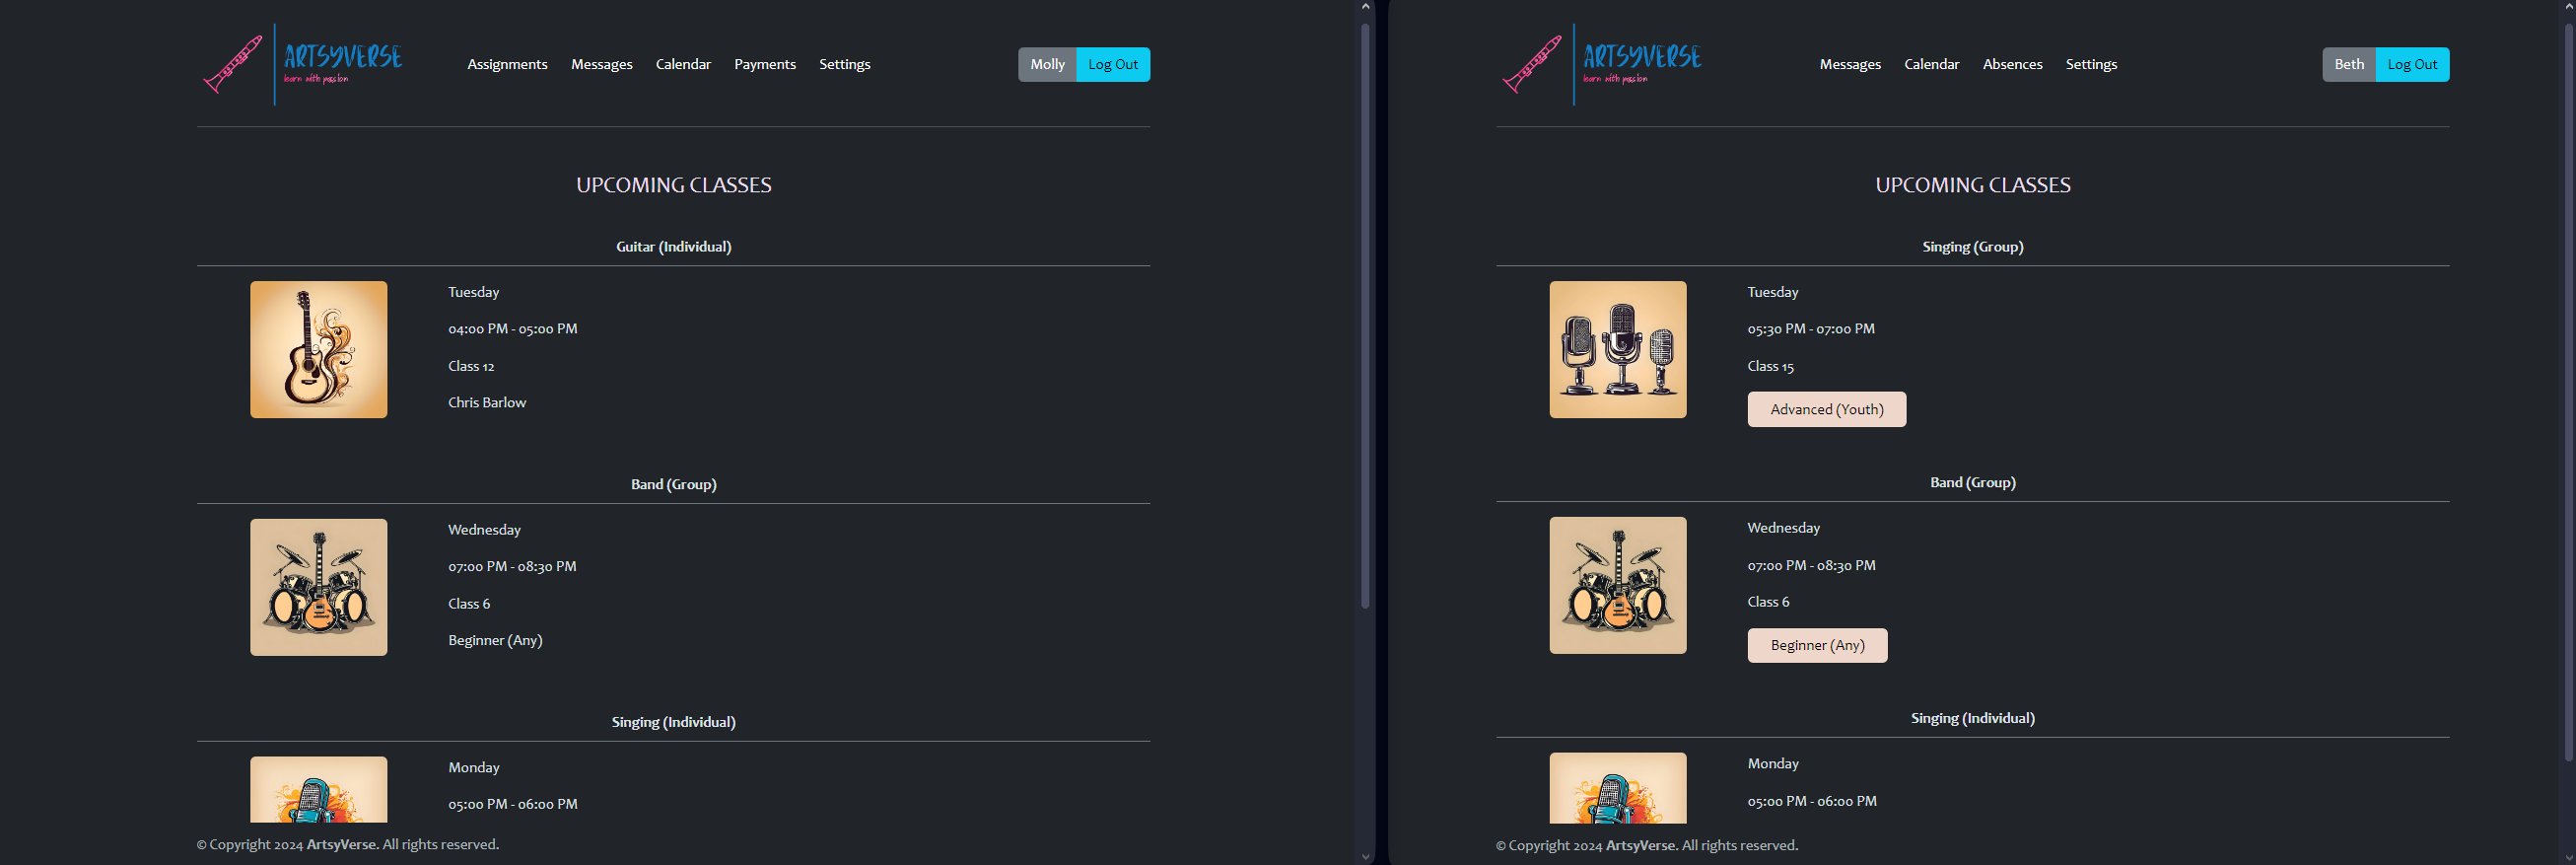 ARTSYVERSE
learn with passion
Assignments Messages Calendar Payments Settings
Molly Log Out
UPCOMING CLASSES
Guitar (Individual)
Tuesday
04:00 PM - 05:00 PM
Class 12
Chris Barlow
Band (Group)
Wednesday
07:00 PM - 08:30 PM
Class 6
Beginner (Any)
Singing (Individual)
Monday
05:00 PM - 06:00 PM
© Copyright 2024 ArtsyVerse. All rights reserved.
ARTSYVERSE
learn with passion
Messages Calendar Absences Settings
Beth Log Out
UPCOMING CLASSES
Singing (Group)
Tuesday
05:30 PM - 07:00 PM
Class 15
Advanced (Youth)
Band (Group)
Wednesday
07:00 PM - 08:30 PM
Class 6
Beginner (Any)
Singing (Individual)
Monday
05:00 PM - 06:00 PM
© Copyright 2024 ArtsyVerse. All rights reserved.